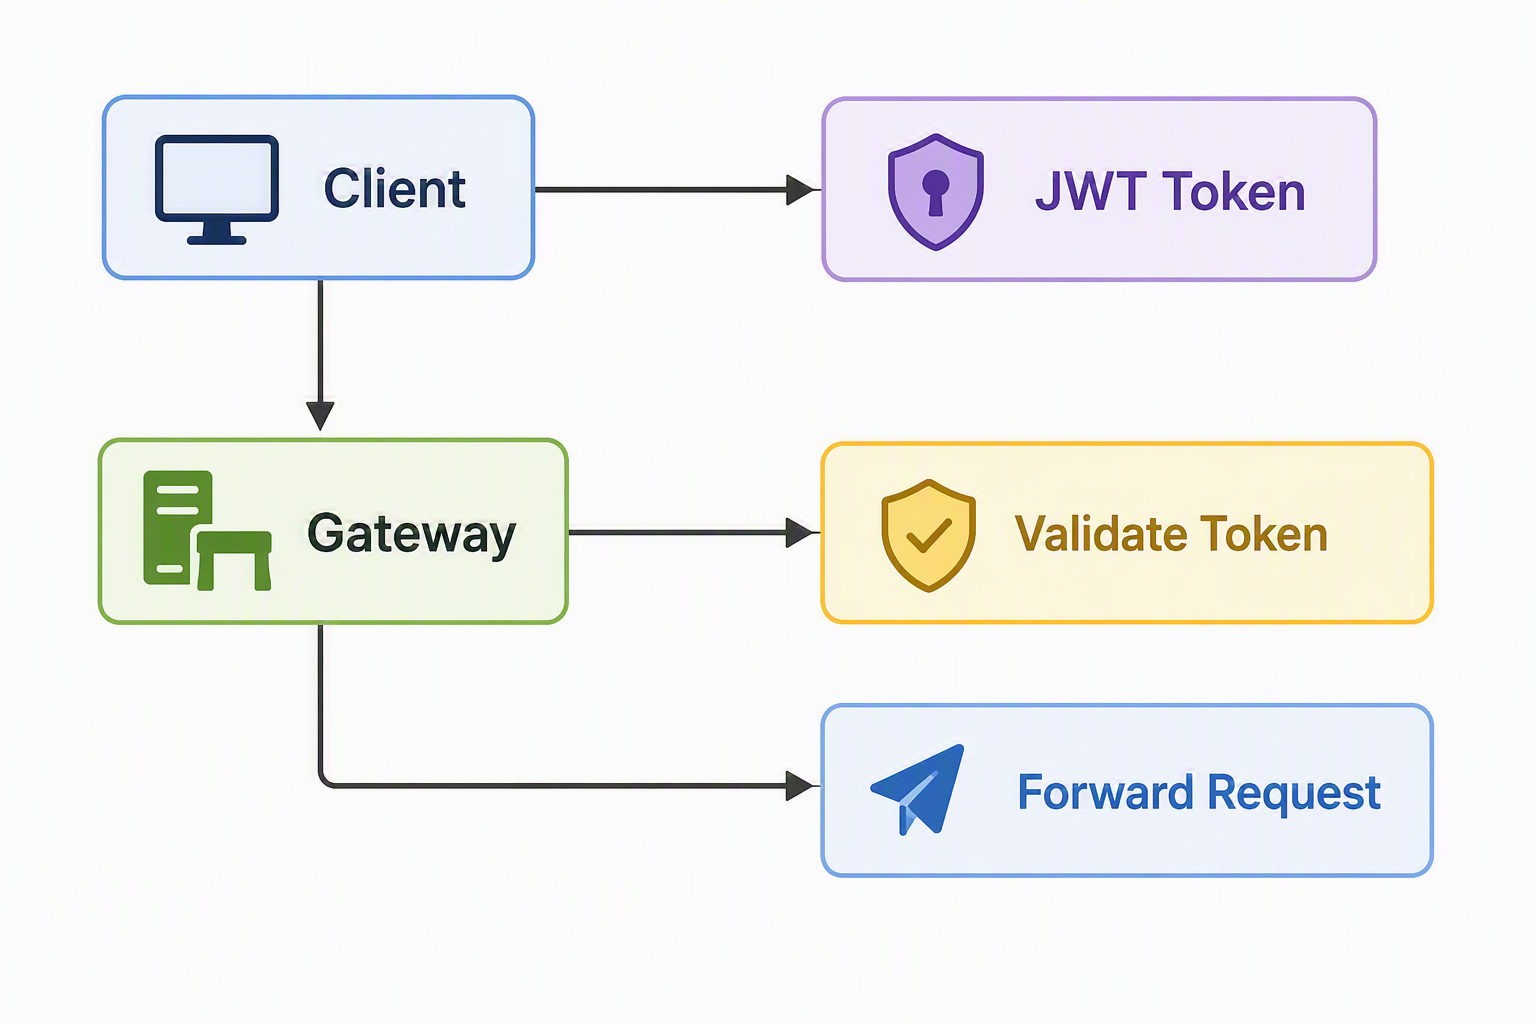 Client
JWT Token
Gateway
Validate Token
Forward Request